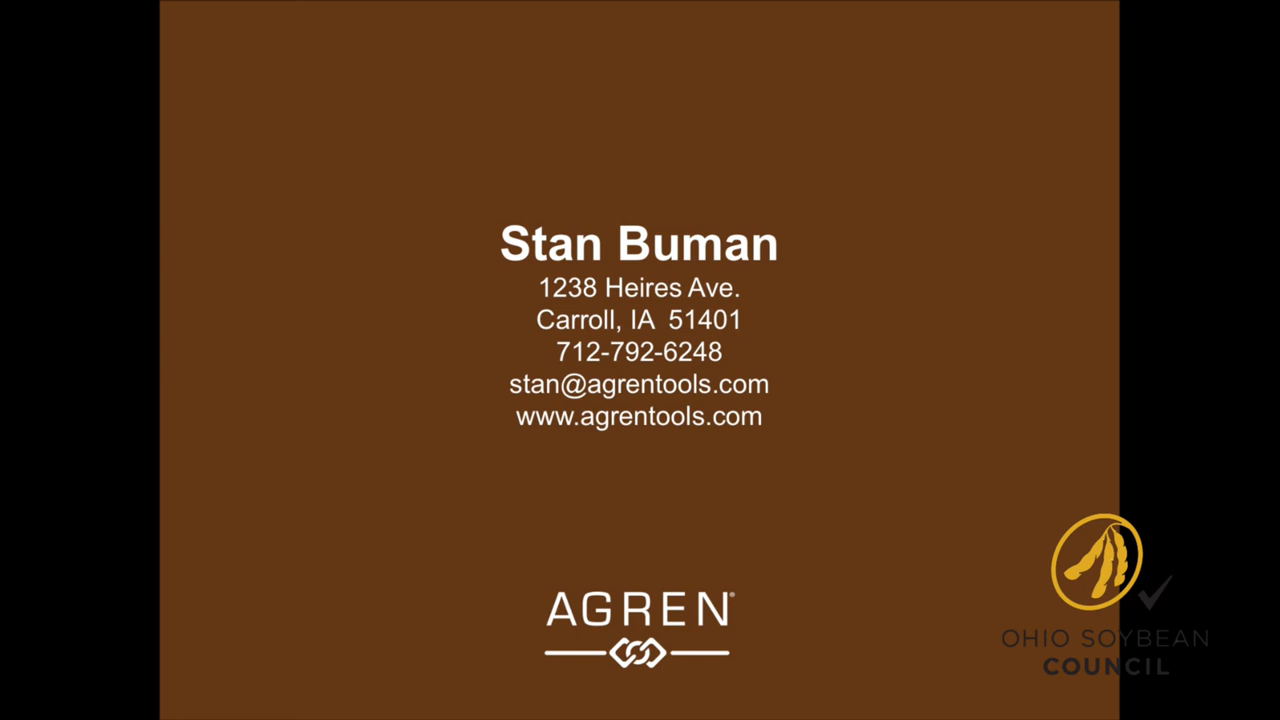 Stan Buman
1238 Heires Ave.
Carroll, IA  51401
712-792-6248
stan@agrentools.com
www.agrentools.com
AGREN®
OHIO SOYBEAN
COUNCIL